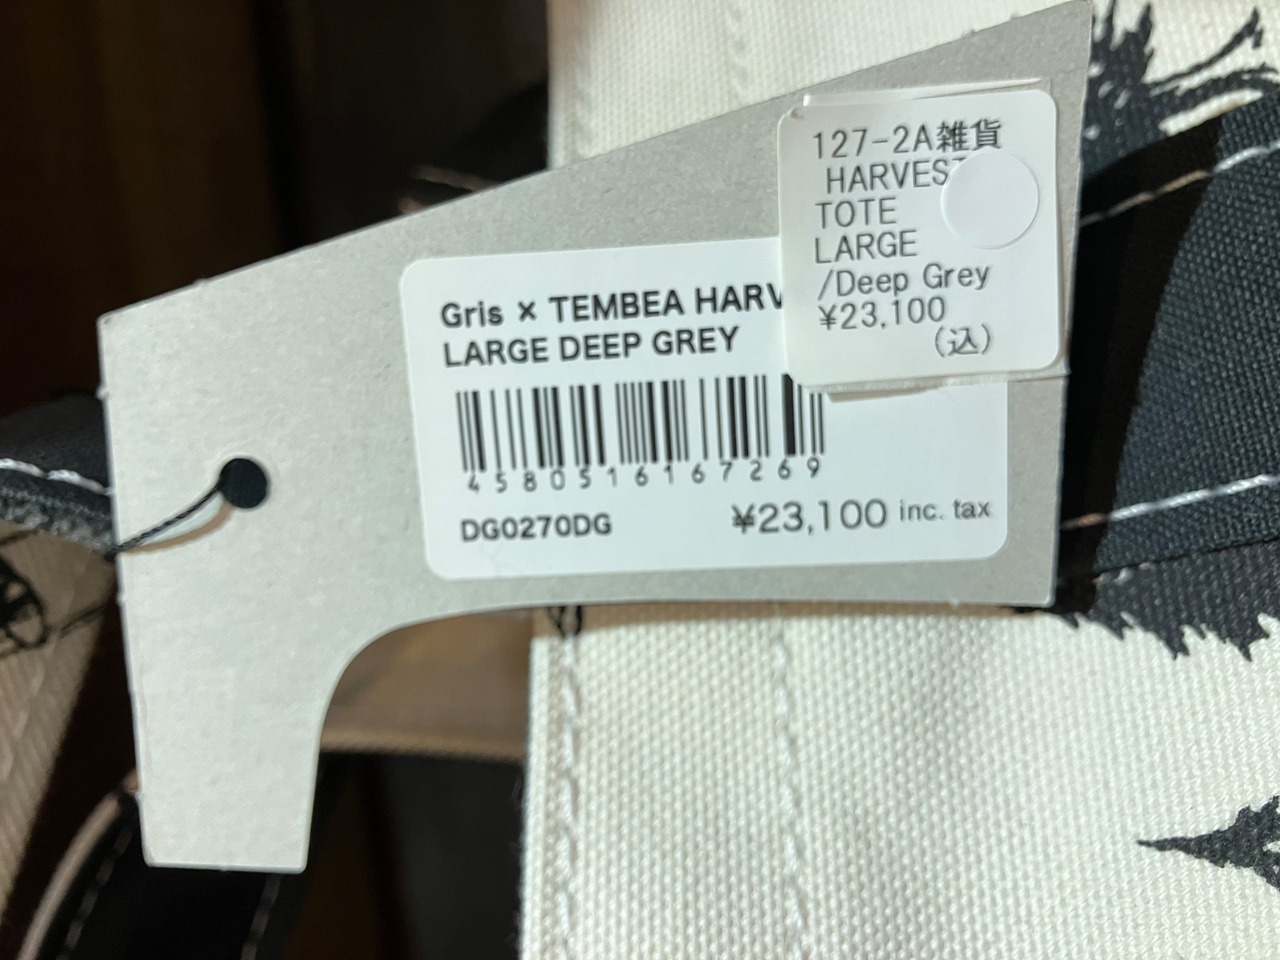 127-2A雑貨
HARVEST
TOTE
LARGE
/Deep Grey
¥23,100
(込)
Gris × TEMBEA HARV
LARGE DEEP GREY
4580516167269
DG0270DG
¥23,100 inc. tax